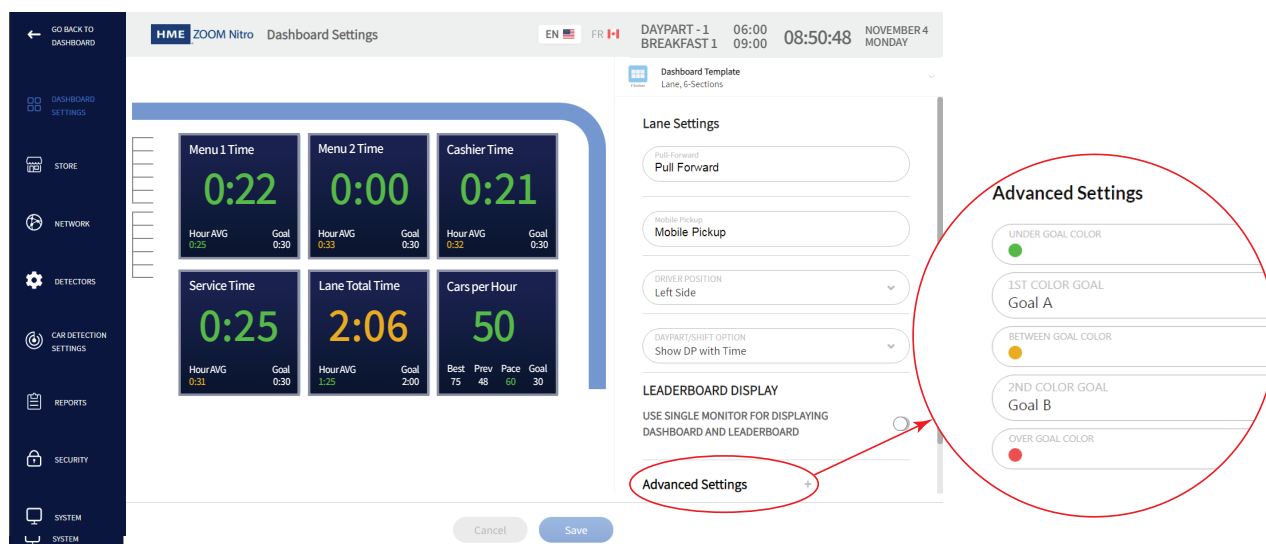 GO BACK TO
DASHBOARD
HME ZOOM Nitro Dashboard Settings
EN FR
DAYPART - 1 06:00
BREAKFAST 1 09:00
08:50:48
NOVEMBER 4
MONDAY
DASHBOARD
SETTINGS
STORE
NETWORK
DETECTORS
CAR DETECTION
SETTINGS
REPORTS
SECURITY
SYSTEM
SYSTEM
Menu 1 Time
0:22
Hour AVG Goal
0:25 0:30
Menu 2 Time
0:00
Hour AVG Goal
0:33 0:30
Cashier Time
0:21
Hour AVG Goal
0:32 0:30
Service Time
0:25
Hour AVG Goal
0:31 0:30
Lane Total Time
2:06
Hour AVG Goal
1:25 2:00
Cars per Hour
50
Best Prev Pace Goal
75 48 60 30
Dashboard Template
Lane, 6-Sections
Lane Settings
Pull-Forward
Pull Forward
Mobile Pickup
Mobile Pickup
DRIVER POSITION
Left Side
DAYPART/SHIFT OPTION
Show DP with Time
LEADERBOARD DISPLAY
USE SINGLE MONITOR FOR DISPLAYING
DASHBOARD AND LEADERBOARD
Advanced Settings +
Cancel Save
Advanced Settings
UNDER GOAL COLOR
1ST COLOR GOAL
Goal A
BETWEEN GOAL COLOR
2ND COLOR GOAL
Goal B
OVER GOAL COLOR